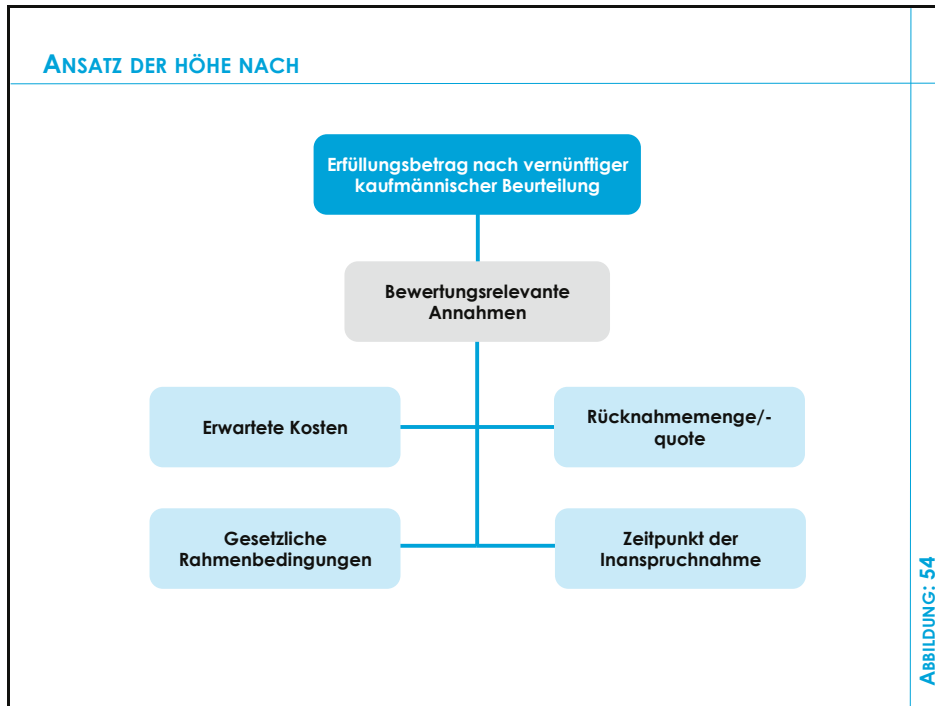 ANSATZ DER HÖHE NACH
Erfüllungsbetrag nach vernünftiger
kaufmännischer Beurteilung
Bewertungsrelevante
Annahmen
Erwartete Kosten
Rücknahmemenge/-
quote
Gesetzliche
Rahmenbedingungen
Zeitpunkt der
Inanspruchnahme
ABBILDUNG: 54